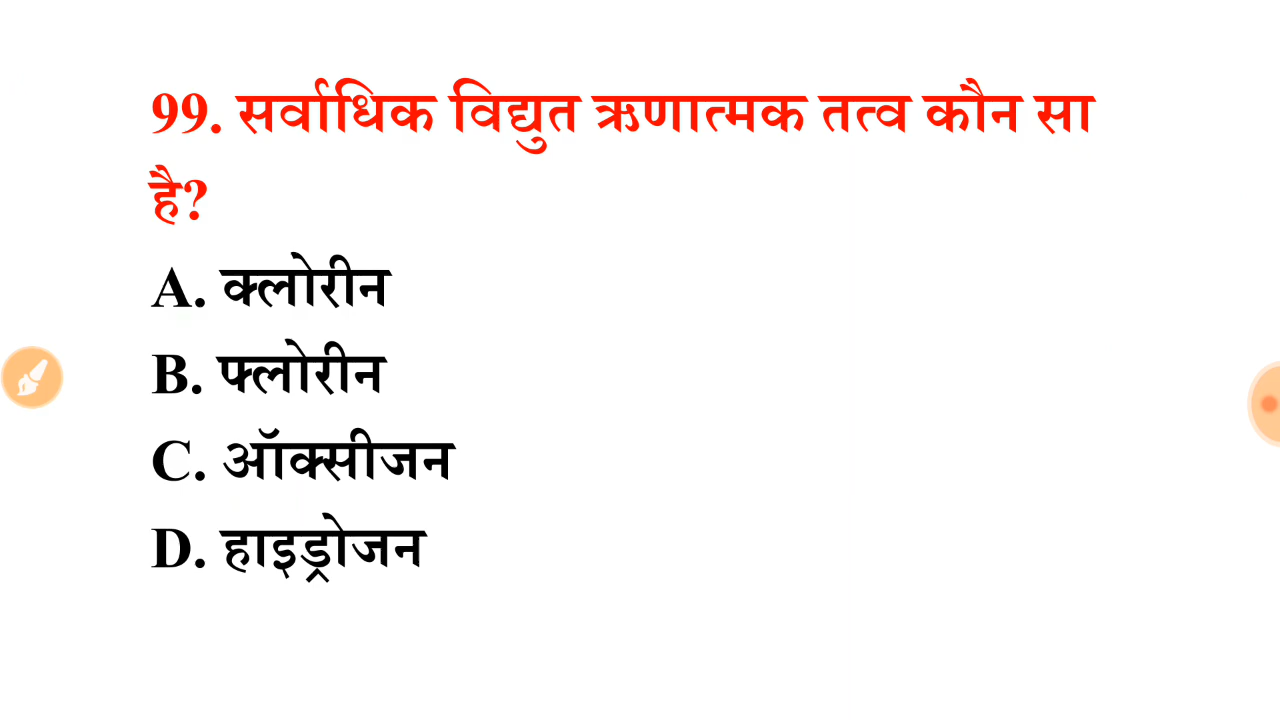 99. सर्वाधिक विद्युत ऋणात्मक तत्व कौन सा
है?
A. क्लोरीन
B. फ्लोरीन
C. ऑक्सीजन
D. हाइड्रोजन